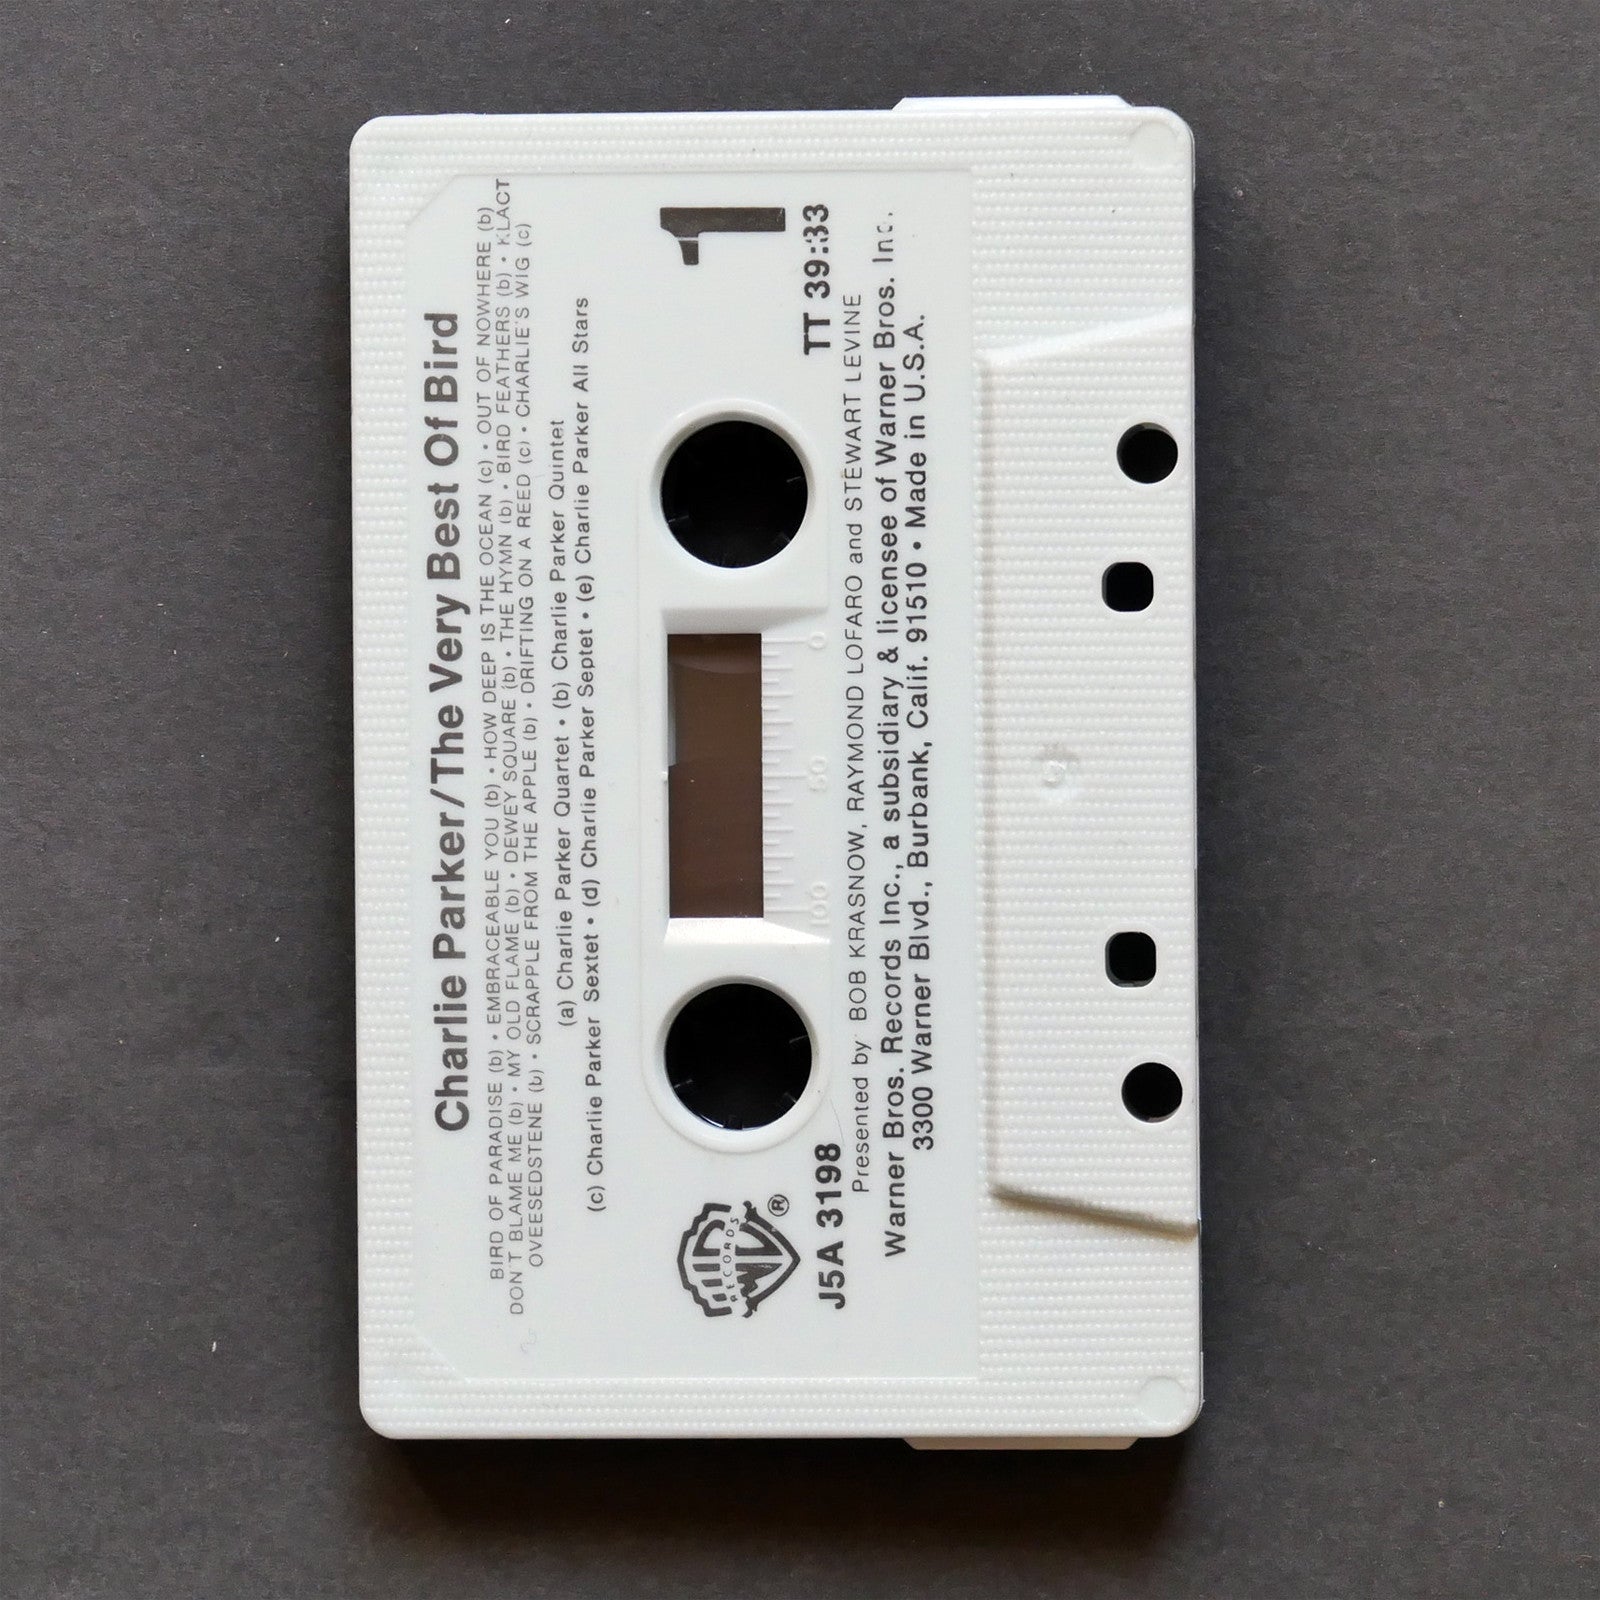 Charlie Parker/The Very Best Of Bird
BIRD OF PARADISE (b) • EMBRACEABLE YOU (b) • HOW DEEP IS THE OCEAN (c) • OUT OF NOWHERE (b)
DON'T BLAME ME (b) • MY OLD FLAME (b) • DEWEY SQUARE (b) • THE HYMN (b) • BIRD FEATHERS (b) • KLACT
OVEESEDSTENE (b) • SCRAPPLE FROM THE APPLE (b) • DRIFTING ON A REED (c) • CHARLIE'S WIG (c)
(a) Charlie Parker Quartet • (b) Charlie Parker Quintet
(c) Charlie Parker Sextet • (d) Charlie Parker Septet • (e) Charlie Parker All Stars
1
WB RECORDS ®
100 50 0
J5A 3198
TT 39:33
Presented by: BOB KRASNOW, RAYMOND LOFARO and STEWART LEVINE
Warner Bros. Records Inc., a subsidiary & licensee of Warner Bros. Inc.
3300 Warner Blvd., Burbank, Calif. 91510 • Made in U.S.A.